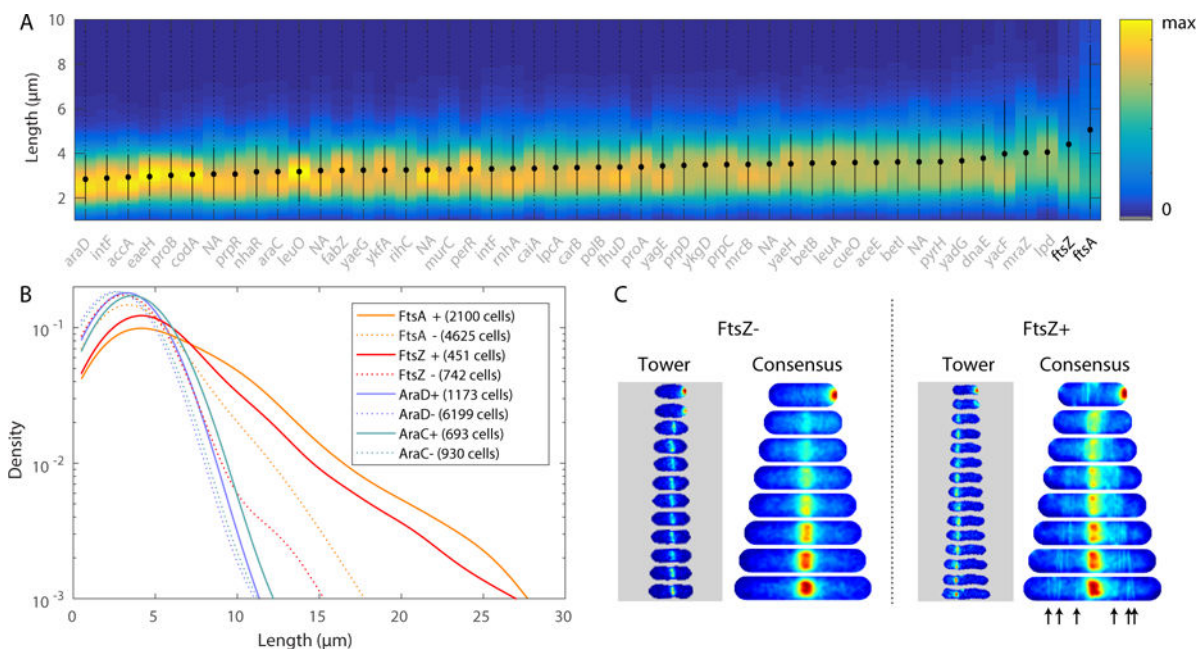 A
10
8
6
4
2
Length (µm)
max
0
araD intF accA eaeH proB codA NA prpR nhaR araC leuO NA fabZ yaeG ykfA rihC NA murC perR intF rnhA caiA lpcA carB polB fhuD proA yagE prpD ykgD prpC mrcB NA yaeH betB leuA cueO aceE betI NA pyrH yadG dnaE yacF mraZ lpd ftsZ ftsA
B
FtsA + (2100 cells)
FtsA - (4625 cells)
FtsZ + (451 cells)
FtsZ - (742 cells)
AraD+ (1173 cells)
AraD- (6199 cells)
AraC+ (693 cells)
AraC- (930 cells)
10⁻¹
10⁻²
10⁻³
Density
0 5 10 15 20 25 30
Length (µm)
C
FtsZ- FtsZ+
Tower Consensus Tower Consensus